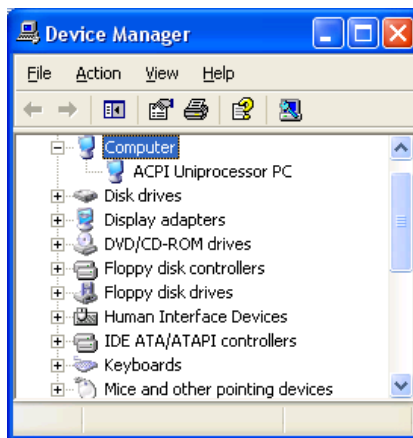 Device Manager
File Action View Help
Computer
ACPI Uniprocessor PC
Disk drives
Display adapters
DVD/CD-ROM drives
Floppy disk controllers
Floppy disk drives
Human Interface Devices
IDE ATA/ATAPI controllers
Keyboards
Mice and other pointing devices